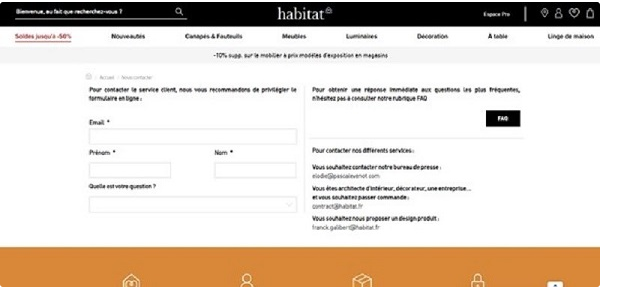 Bienvenue, au fait que recherchez-vous ?
habitat
Espace Pro
Soldes jusqu'à -50%
Nouveautés
Canapés & Fauteuils
Meubles
Luminaires
Décoration
À table
Linge de maison
-10% supp. sur le mobilier à prix modèles d'exposition en magasins
Accueil / Nous contacter
Pour contacter le service client, nous vous recommandons de privilégier le
formulaire en ligne :
Email *
Prénom *
Nom *
Quelle est votre question ?
Pour obtenir une réponse immédiate aux questions les plus fréquentes,
n'hésitez pas à consulter notre rubrique FAQ
FAQ
Pour contacter nos différents services :
Vous souhaitez contacter notre bureau de presse :
elodie@pascalevenot.com
Vous êtes architecte d'intérieur, décorateur, une entreprise...
et vous souhaitez passer commande :
contract@habitat.fr
Vous souhaitez nous proposer un design produit :
franck.galibert@habitat.fr